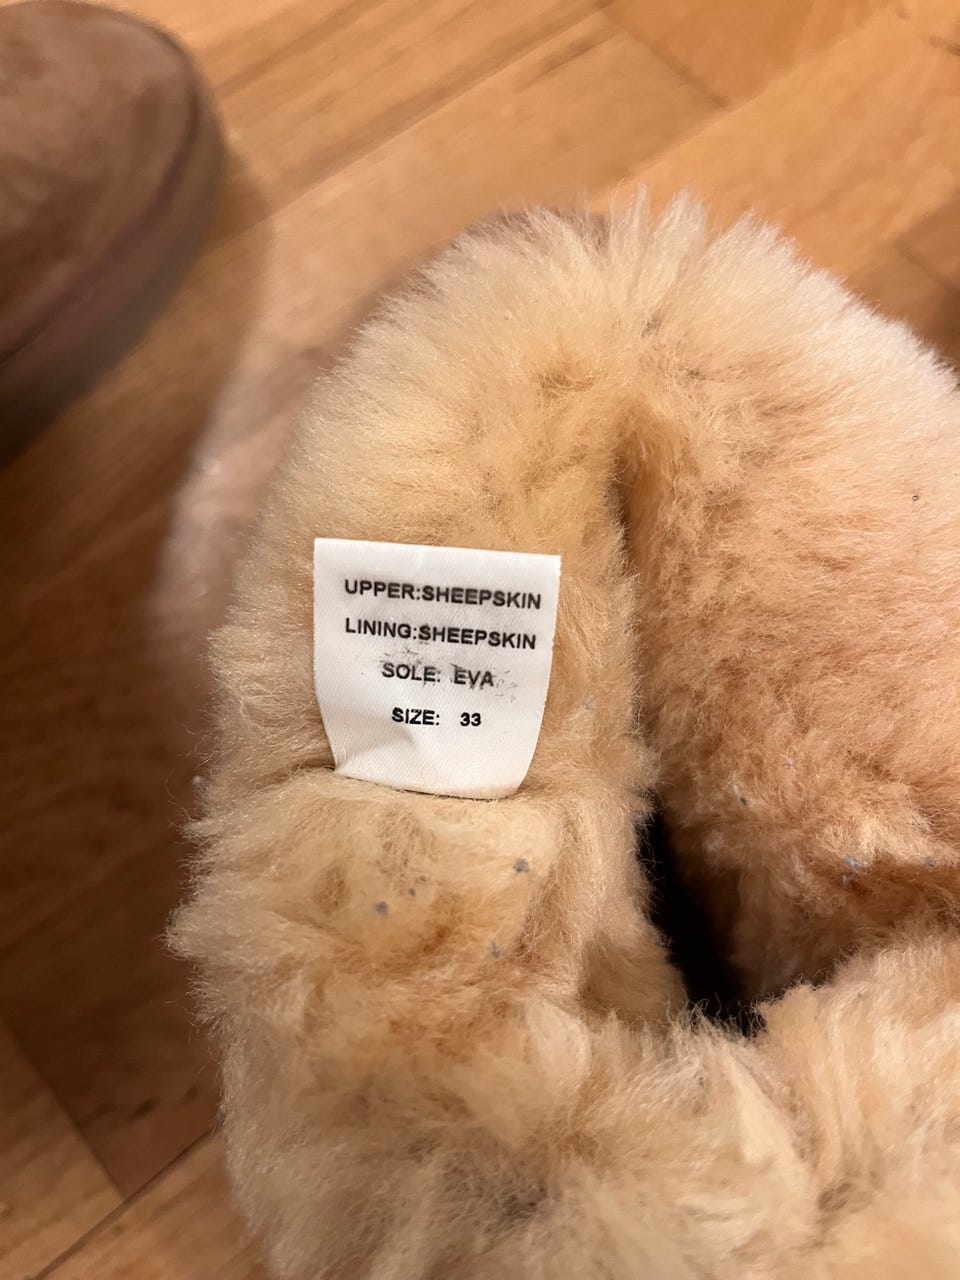 UPPER:SHEEPSKIN
LINING:SHEEPSKIN
SOLE: EVA
SIZE: 33